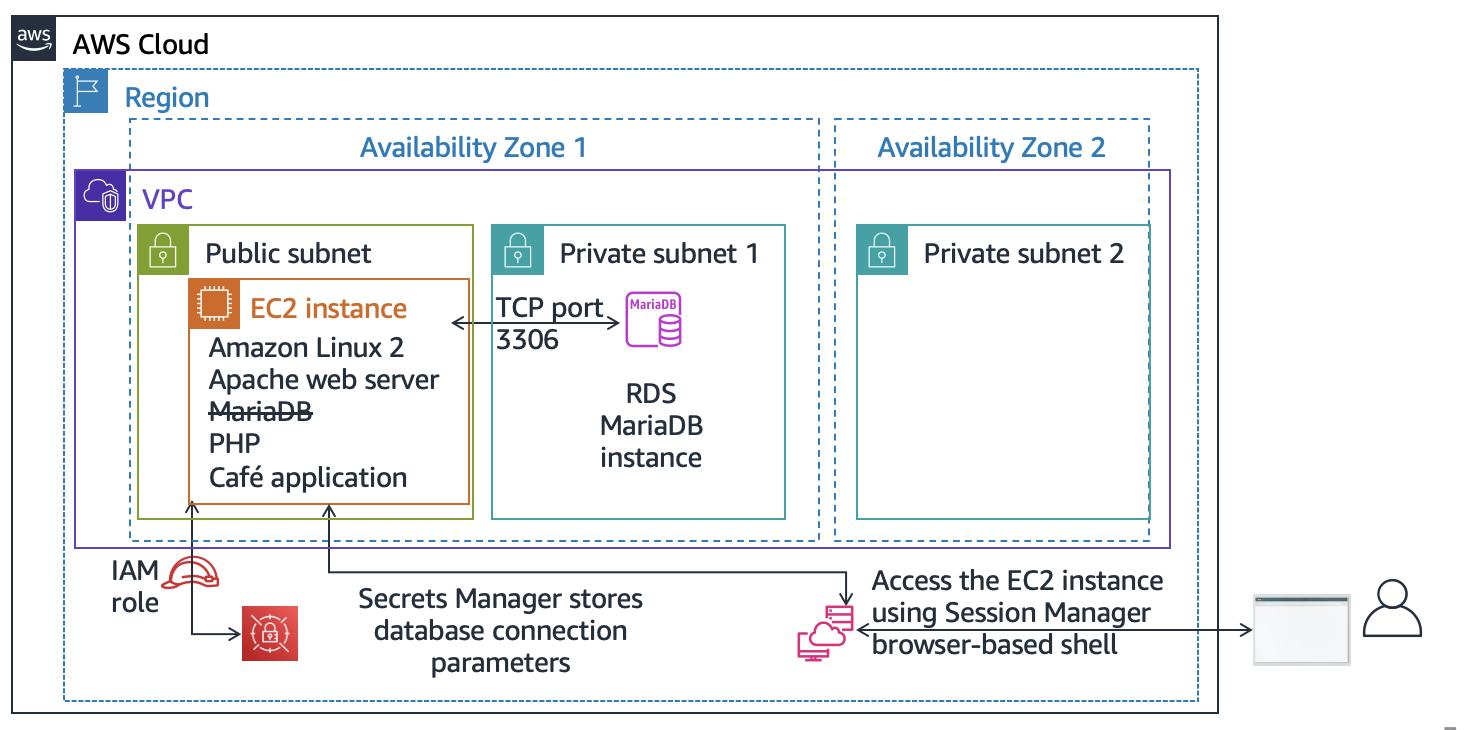 aws
AWS Cloud
Region
Availability Zone 1
Availability Zone 2
VPC
Public subnet
Private subnet 1
Private subnet 2
EC2 instance
Amazon Linux 2
Apache web server
MariaDB
PHP
Café application
TCP port
3306
MariaDB
RDS
MariaDB
instance
IAM
role
Secrets Manager stores
database connection
parameters
Access the EC2 instance
using Session Manager
browser-based shell